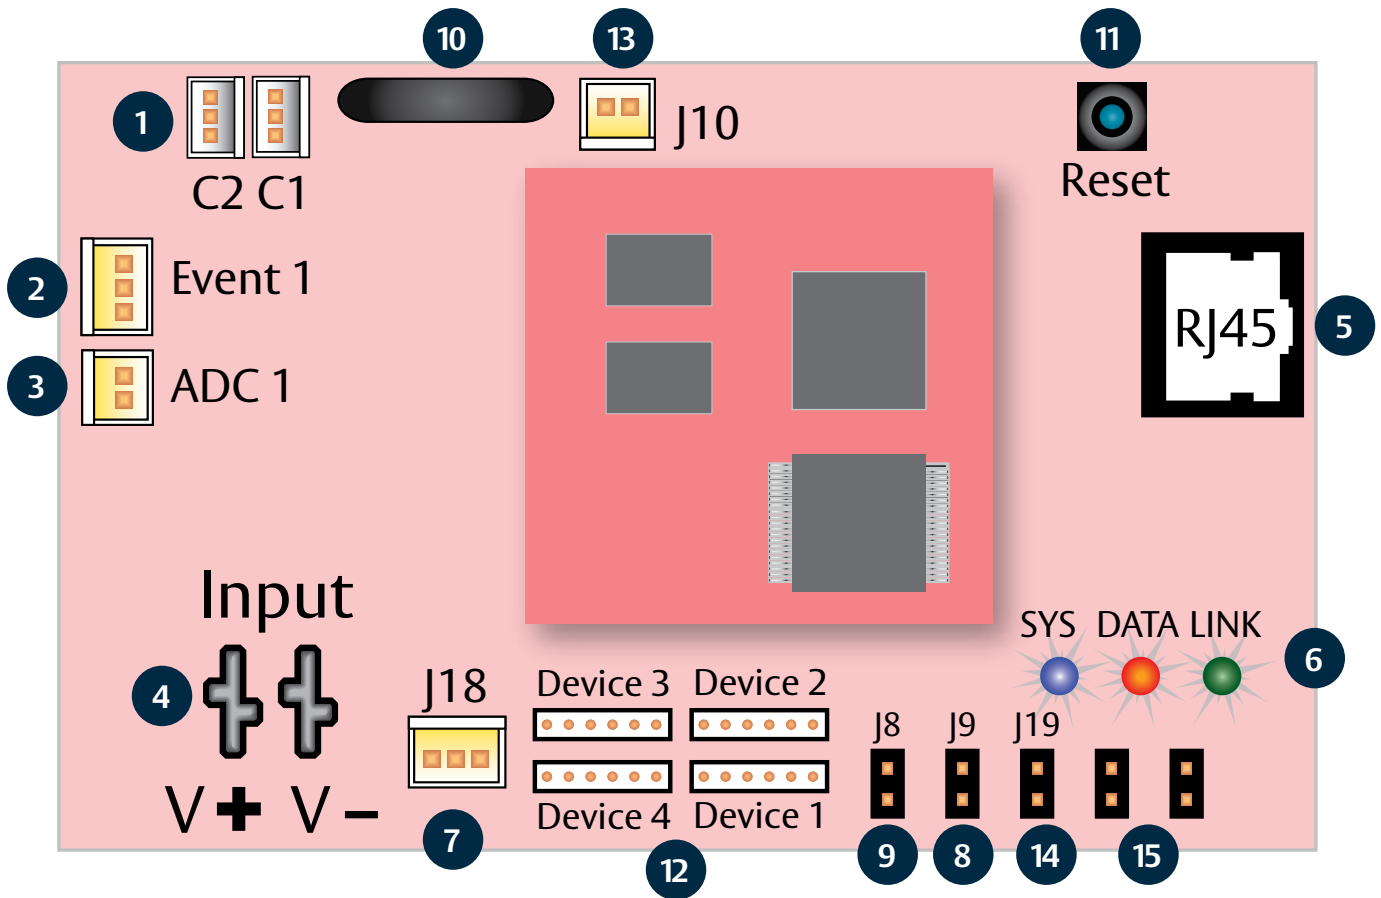 10 13 11
1
J10
C2 C1
Reset
2
Event 1
RJ45
5
3
ADC 1
Input
SYS DATA LINK
6
4
J18
Device 3 Device 2
J8 J9 J19
V + V –
Device 4 Device 1
7
12
9 8 14 15